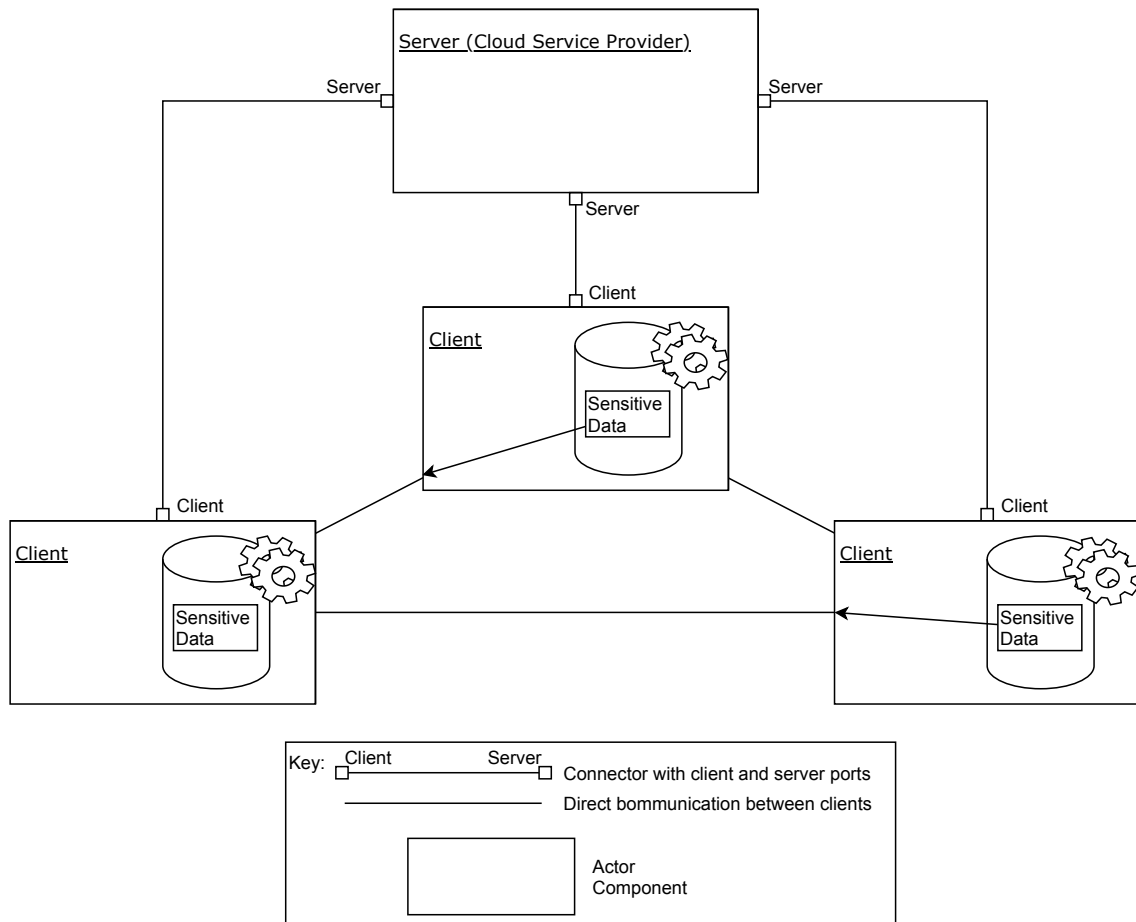 Server (Cloud Service Provider)
Server
Server
Server
Client
Client
Sensitive
Data
Client
Client
Client
Client
Sensitive
Data
Sensitive
Data
Key:
Client
Server
Connector with client and server ports
Direct bommunication between clients
Actor
Component